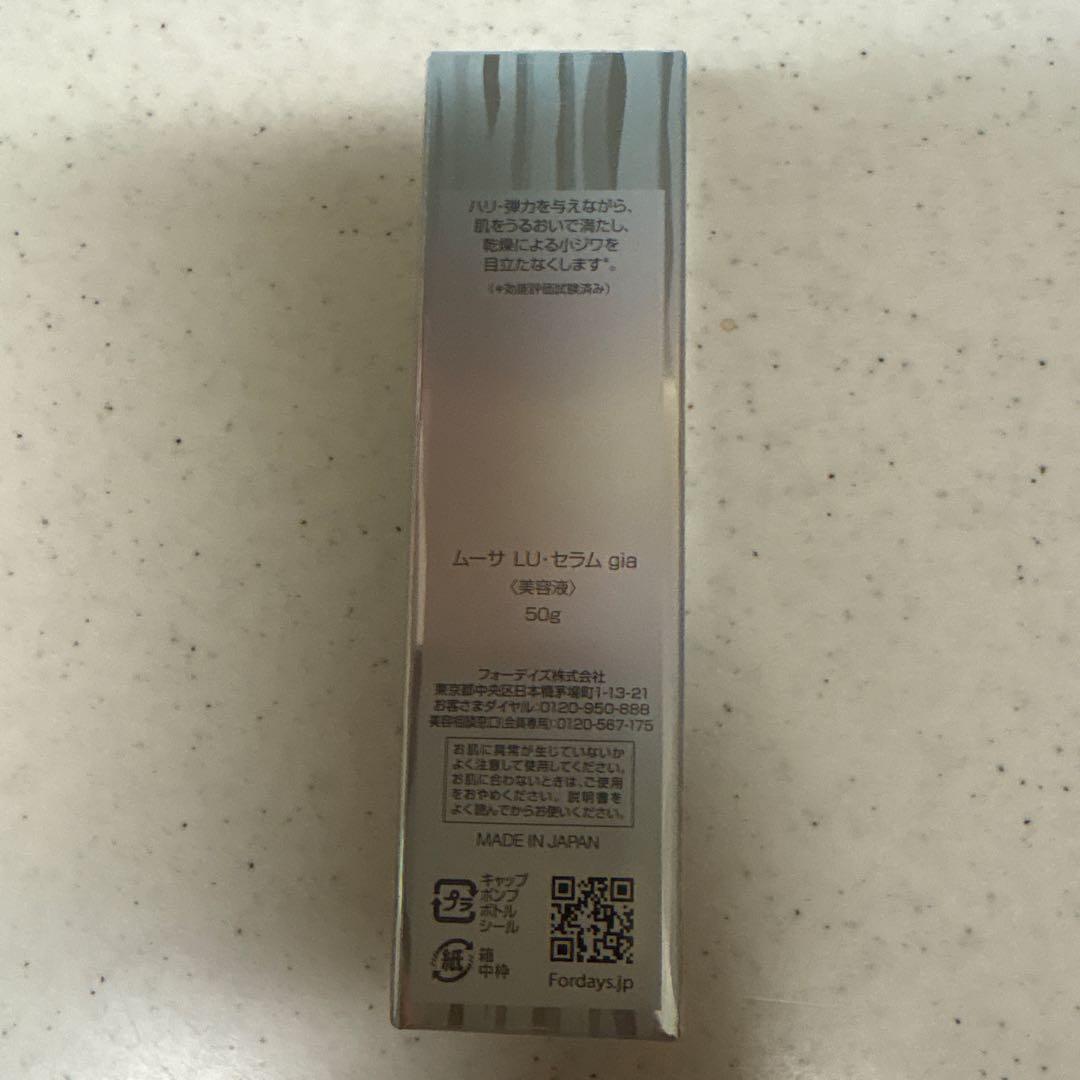 ハリ・弾力を与えながら、
肌をうるおいで満たし、
乾燥による小ジワを
目立たなくします*。
(*効能評価試験済み)
ムーサ LU・セラム gia
〈美容液〉
50g
フォーデイズ株式会社
東京都中央区日本橋茅場町1-13-21
お客さまダイヤル:0120-950-888
美容相談窓口(会員専用):0120-567-175
お肌に異常が生じていないか
よく注意して使用してください。
お肌に合わないときは、ご使用
をおやめください。説明書を
よく読んでからお使いください。
MADE IN JAPAN
プラ
キャップ
ポンプ
ボトル
シール
紙
箱
中枠
Fordays.jp